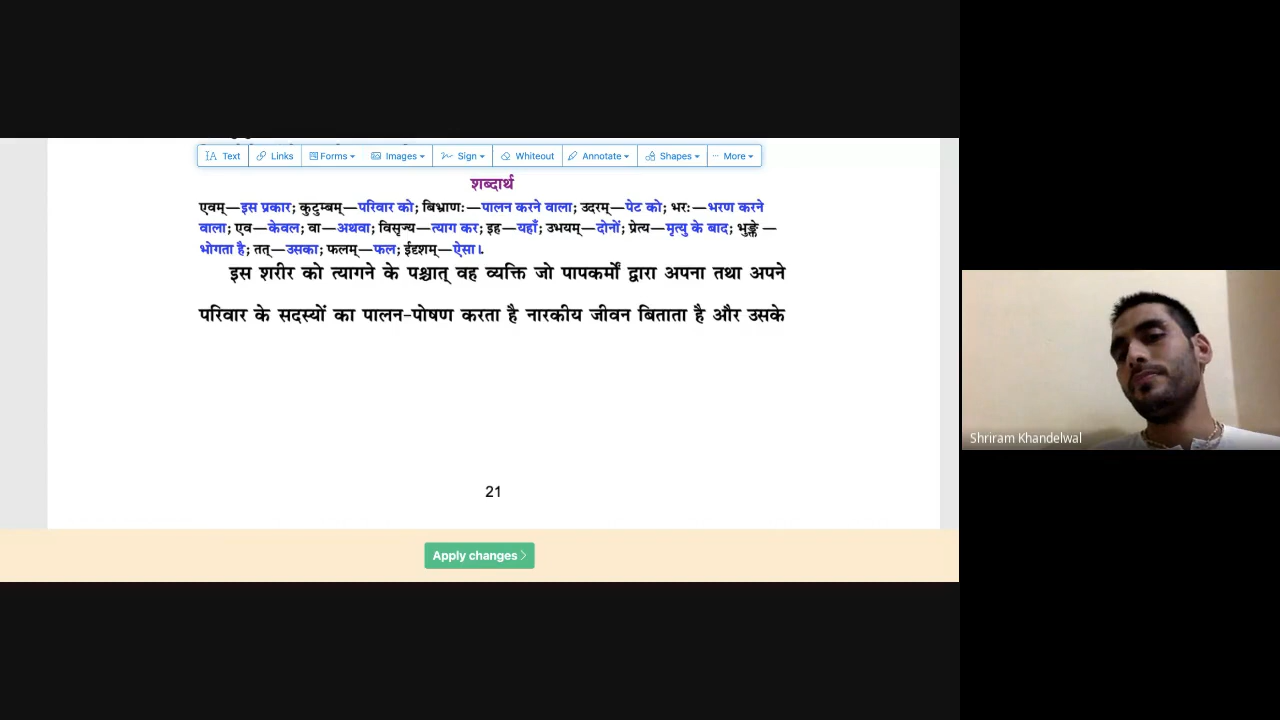 Text Links Forms Images Sign Whiteout Annotate Shapes More
शब्दार्थ
एवम्—इस प्रकार; कुटुम्बम्—परिवार को; बिभ्राणः—पालन करने वाला; उदरम्—पेट को; भरः—भरण करने
वाला; एव—केवल; वा—अथवा; विसृज्य—त्याग कर; इह—यहाँ; उभयम्—दोनों; प्रेत्य—मृत्यु के बाद; भुङ्क्ते —
भोगता है; तत्—उसका; फलम्—फल; ईदृशम्—ऐसा।.
इस शरीर को त्यागने के पश्चात् वह व्यक्ति जो पापकर्मों द्वारा अपना तथा अपने
परिवार के सदस्यों का पालन-पोषण करता है नारकीय जीवन बिताता है और उसके
Shriram Khandelwal
21
Apply changes